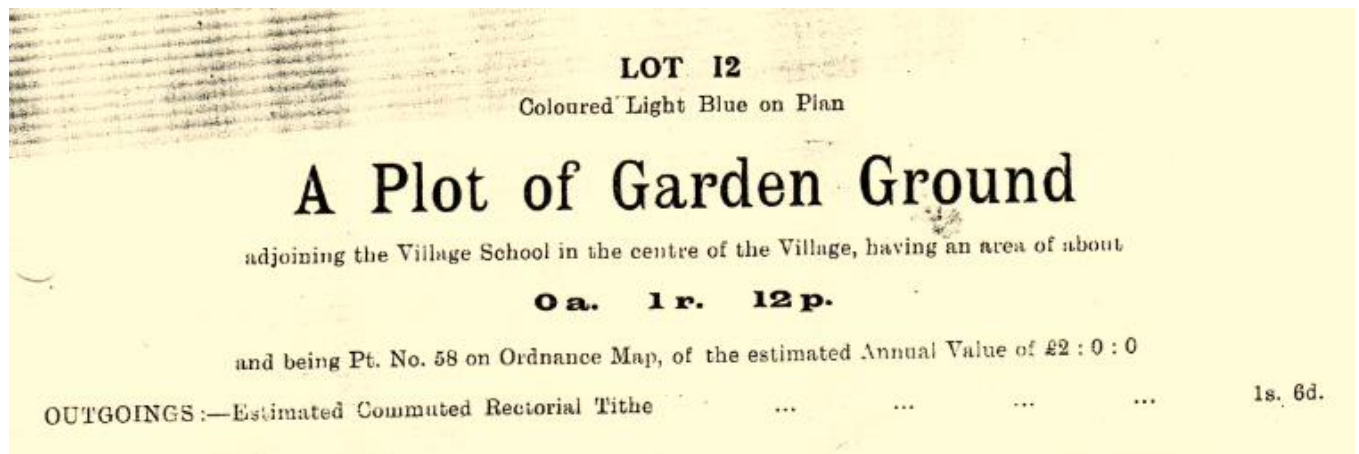 LOT 12
Coloured Light Blue on Plan
A Plot of Garden Ground
adjoining the Village School in the centre of the Village, having an area of about
0 a. 1 r. 12 p.
and being Pt. No. 58 on Ordnance Map, of the estimated Annual Value of £2 : 0 : 0
OUTGOINGS :—Estimated Commuted Rectorial Tithe ... ... ... ... 1s. 6d.